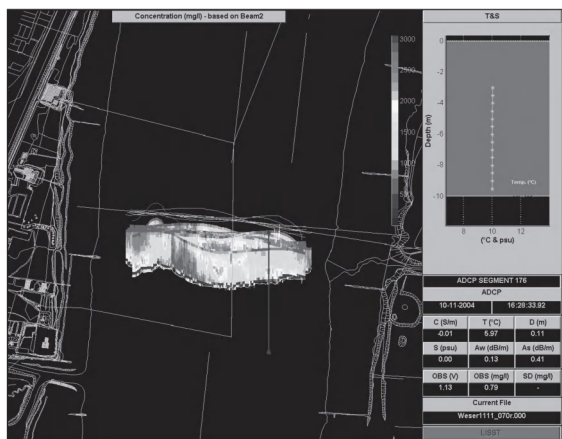 Concentration (mg/l) - based on Beam2
3000
2500
2000
1500
1000
T&S
0
-2
-4
-6
-8
-10
Depth (m)
Temp. (°C)
8 10 12
(°C & psu)
ADCP SEGMENT 176
ADCP
10-11-2004 16:28:33.92
C (S/m) T (°C) D (m)
-0.01 5.97 0.11
S (psu) Aw (dB/m) As (dB/m)
0.00 0.13 0.41
OBS (V) OBS (mg/l) SD (mg/l)
1.13 0.79 -
Current File
Weser1111_070r.000
LISST